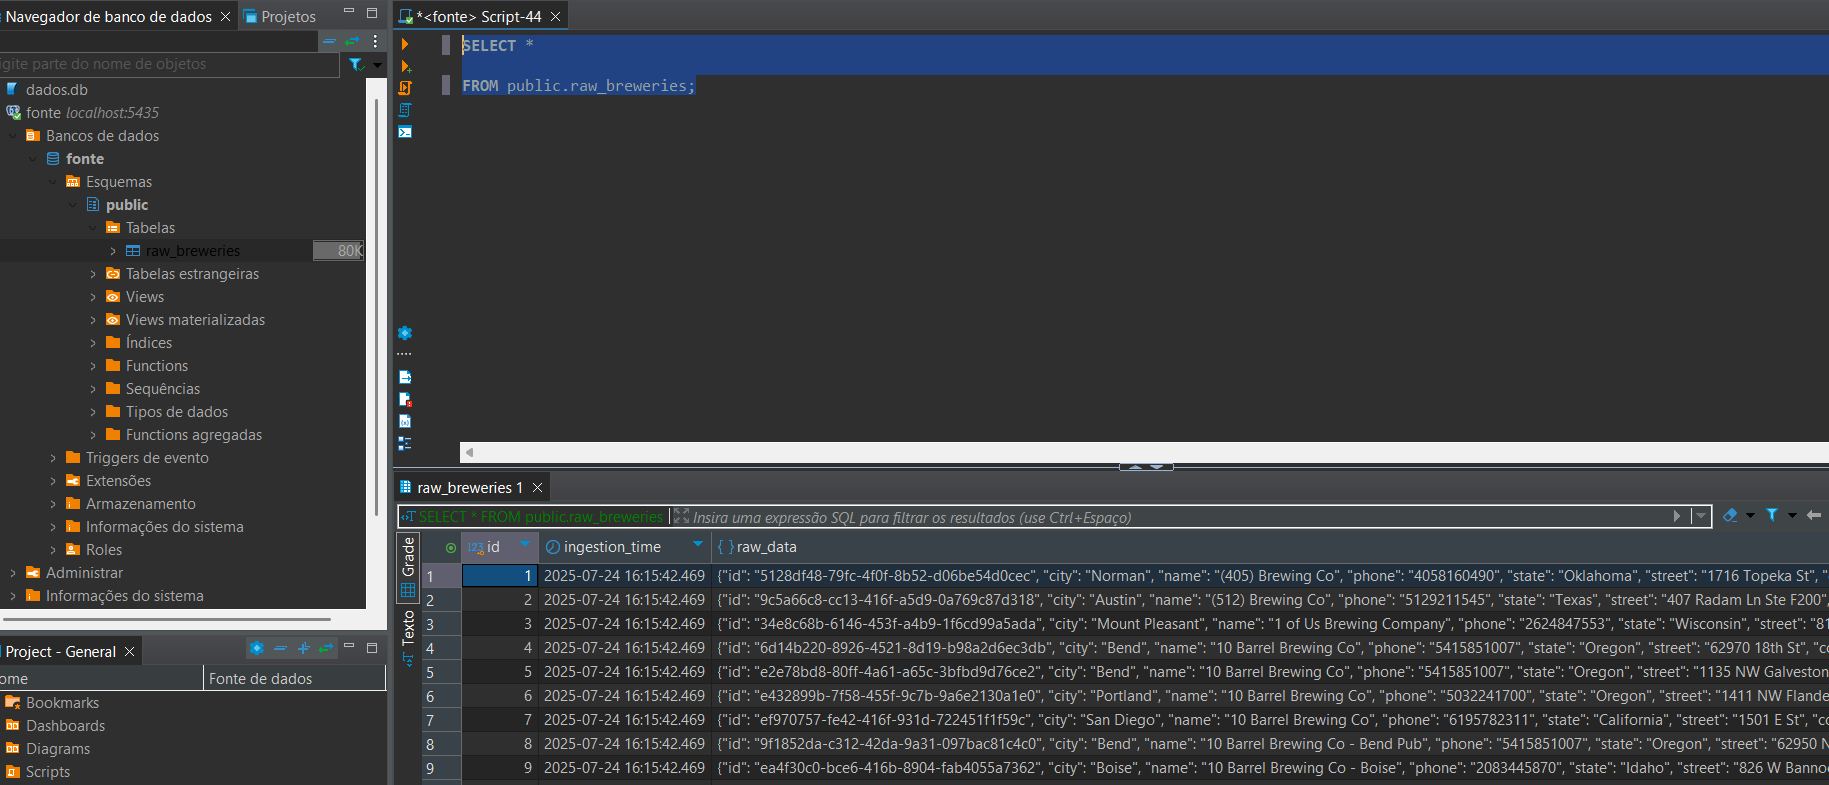 Navegador de banco de dados
Projetos
igite parte do nome de objetos
dados.db
fonte localhost:5435
Bancos de dados
fonte
Esquemas
public
Tabelas
raw_breweries 80K
Tabelas estrangeiras
Views
Views materializadas
Índices
Functions
Sequências
Tipos de dados
Functions agregadas
Triggers de evento
Extensões
Armazenamento
Informações do sistema
Roles
Administrar
Informações do sistema
Project - General
ome Fonte de dados
Bookmarks
Dashboards
Diagrams
Scripts
*<fonte> Script-44
SELECT *
FROM public.raw_breweries;
raw_breweries 1
SELECT * FROM public.raw_breweries Insira uma expressão SQL para filtrar os resultados (use Ctrl+Espaço)
Grade
Texto
123 id ingestion_time {} raw_data
1 1 2025-07-24 16:15:42.469 {"id": "5128df48-79fc-4f0f-8b52-d06be54d0cec", "city": "Norman", "name": "(405) Brewing Co", "phone": "4058160490", "state": "Oklahoma", "street": "1716 Topeka St", "
2 2 2025-07-24 16:15:42.469 {"id": "9c5a66c8-cc13-416f-a5d9-0a769c87d318", "city": "Austin", "name": "(512) Brewing Co", "phone": "5129211545", "state": "Texas", "street": "407 Radam Ln Ste F200",
3 3 2025-07-24 16:15:42.469 {"id": "34e8c68b-6146-453f-a4b9-1f6cd99a5ada", "city": "Mount Pleasant", "name": "1 of Us Brewing Company", "phone": "2624847553", "state": "Wisconsin", "street": "81
4 4 2025-07-24 16:15:42.469 {"id": "6d14b220-8926-4521-8d19-b98a2d6ec3db", "city": "Bend", "name": "10 Barrel Brewing Co", "phone": "5415851007", "state": "Oregon", "street": "62970 18th St", "co
5 5 2025-07-24 16:15:42.469 {"id": "e2e78bd8-80ff-4a61-a65c-3bfbd9d76ce2", "city": "Bend", "name": "10 Barrel Brewing Co", "phone": "5415851007", "state": "Oregon", "street": "1135 NW Galveston
6 6 2025-07-24 16:15:42.469 {"id": "e432899b-7f58-455f-9c7b-9a6e2130a1e0", "city": "Portland", "name": "10 Barrel Brewing Co", "phone": "5032241700", "state": "Oregon", "street": "1411 NW Flande
7 7 2025-07-24 16:15:42.469 {"id": "ef970757-fe42-416f-931d-722451f1f59c", "city": "San Diego", "name": "10 Barrel Brewing Co", "phone": "6195782311", "state": "California", "street": "1501 E St", "co
8 8 2025-07-24 16:15:42.469 {"id": "9f1852da-c312-42da-9a31-097bac81c4c0", "city": "Bend", "name": "10 Barrel Brewing Co - Bend Pub", "phone": "5415851007", "state": "Oregon", "street": "62950 N
9 9 2025-07-24 16:15:42.469 {"id": "ea4f30c0-bce6-416b-8904-fab4055a7362", "city": "Boise", "name": "10 Barrel Brewing Co - Boise", "phone": "2083445870", "state": "Idaho", "street": "826 W Banno